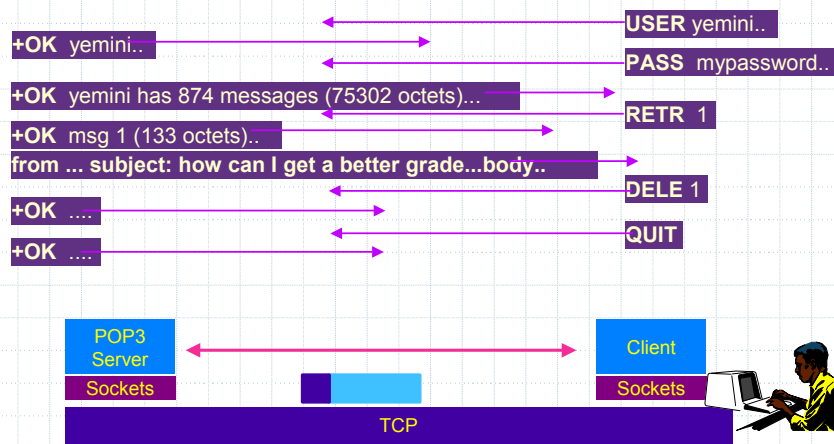 USER yemini..
+OK yemini..
PASS mypassword..
+OK yemini has 874 messages (75302 octets)...
RETR 1
+OK msg 1 (133 octets)..
from ... subject: how can I get a better grade...body..
DELE 1
+OK ....
QUIT
+OK ....
POP3
Server
Client
Sockets
Sockets
TCP